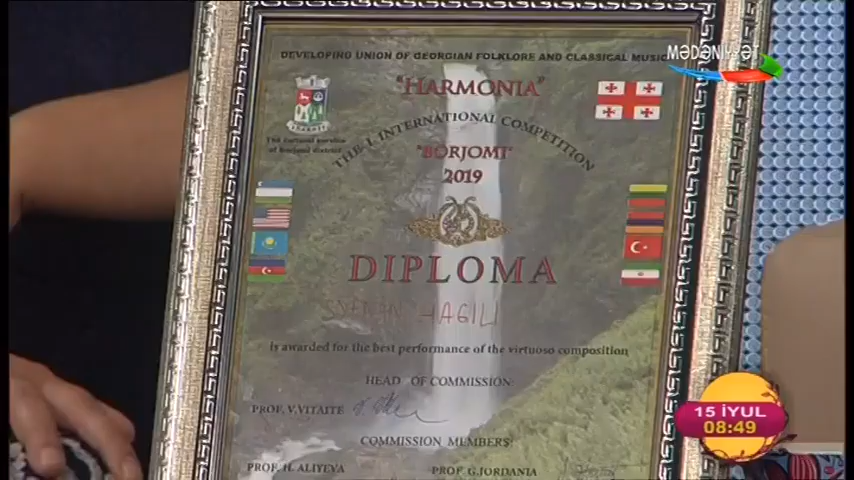 DEVELOPING UNION OF GEORGIAN FOLKLORE AND CLASSICAL MUSIC
MƏDƏNİYYƏT
"HARMONIA"
THE I INTERNATIONAL COMPETITION
"BORJOMI"
2019
DIPLOMA
HAGILI
is awarded for the best performance of the virtuoso composition
HEAD OF COMMISSION
PROF. V.VITAITE
COMMISSION MEMBERS
PROF. H. ALIYEVA
PROF G.JORDANIA
15 İYUL
08:49